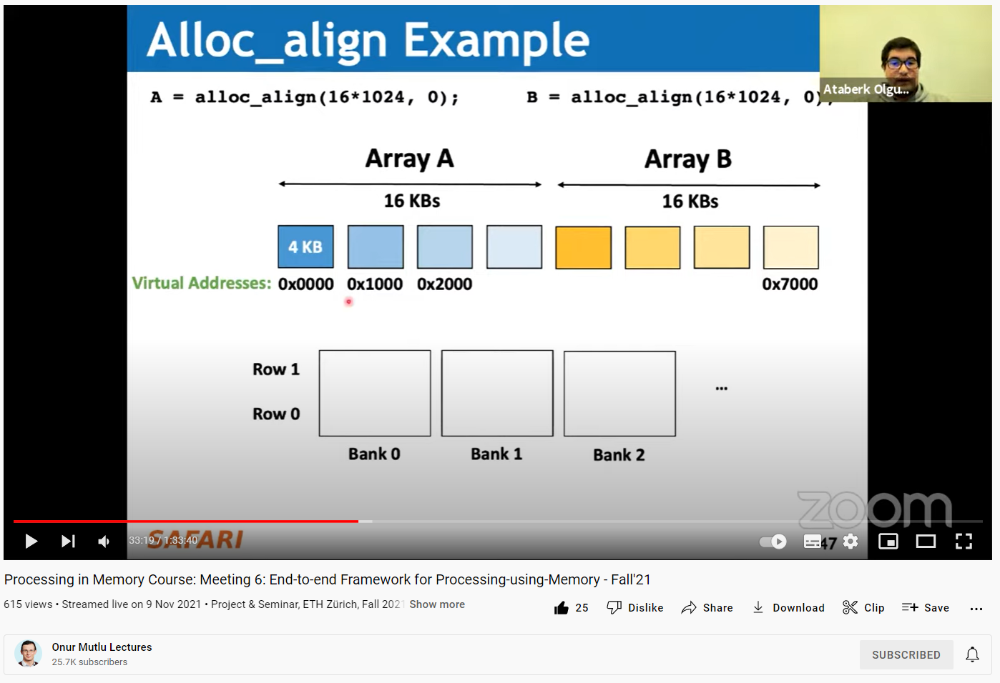 Alloc_align Example
Ataberk Olgu...
A = alloc_align(16*1024, 0);
B = alloc_align(16*1024, 0);
Array A
Array B
16 KBs
16 KBs
4 KB
Virtual Addresses: 0x0000 0x1000 0x2000 0x7000
Row 1
...
Row 0
Bank 0
Bank 1
Bank 2
zoom
33:19 / 1:33:40
SAFARI
47
Processing in Memory Course: Meeting 6: End-to-end Framework for Processing-using-Memory - Fall'21
615 views • Streamed live on 9 Nov 2021 • Project & Seminar, ETH Zürich, Fall 2021 Show more
25 Dislike Share Download Clip Save ...
Onur Mutlu Lectures
25.7K subscribers
SUBSCRIBED